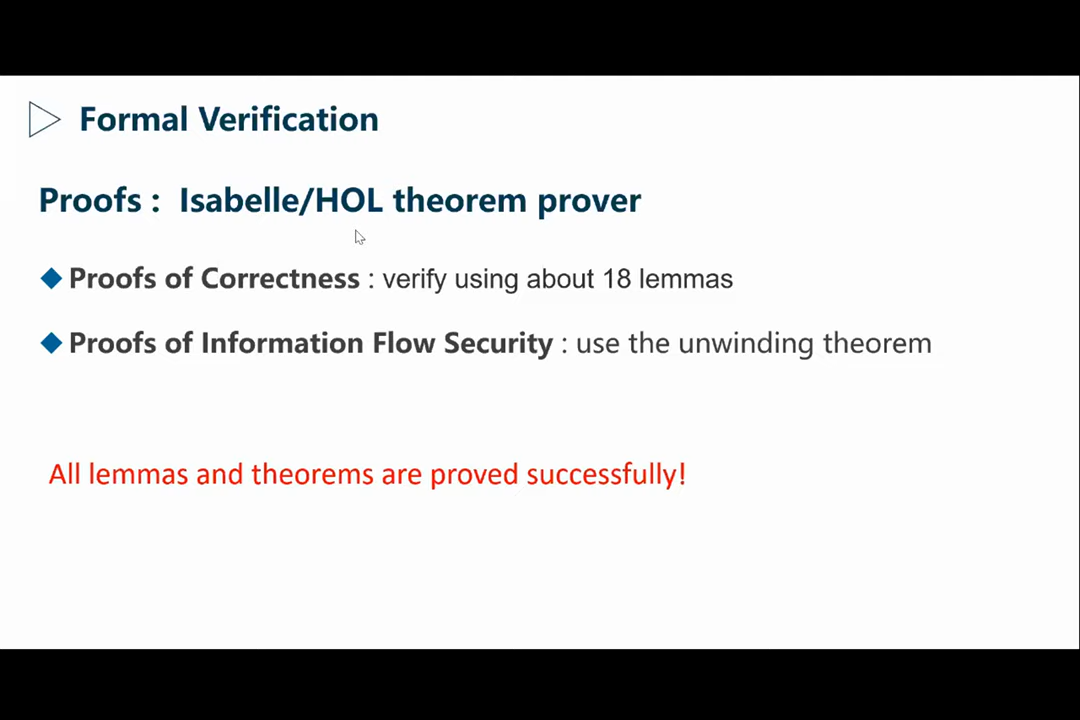 Formal Verification
Proofs : Isabelle/HOL theorem prover
Proofs of Correctness : verify using about 18 lemmas
Proofs of Information Flow Security : use the unwinding theorem
All lemmas and theorems are proved successfully!